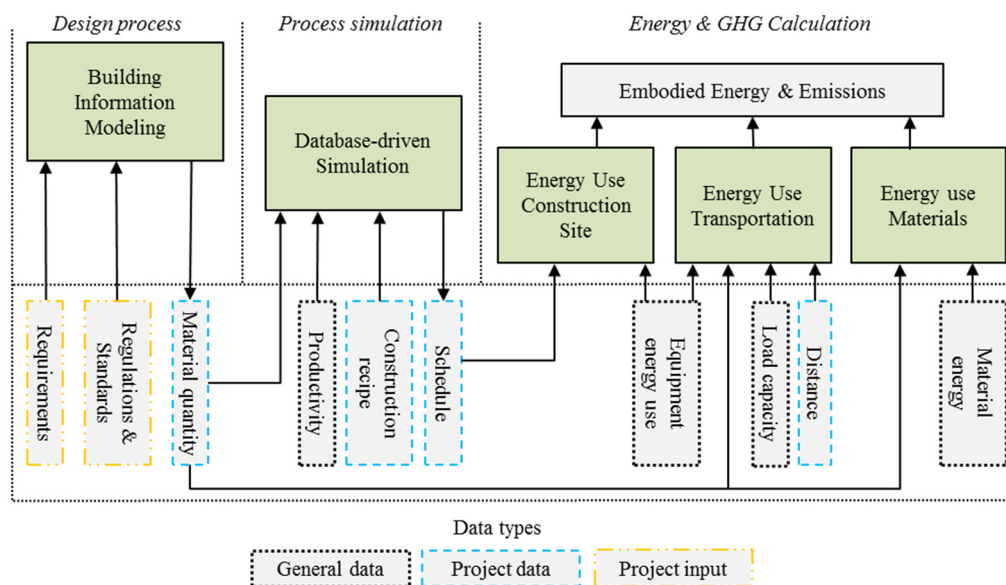 Design process
Process simulation
Energy & GHG Calculation
Building
Information
Modeling
Database-driven
Simulation
Embodied Energy & Emissions
Energy Use
Construction
Site
Energy Use
Transportation
Energy use
Materials
Requirements
Regulations &
Standards
Material quantity
Productivity
Construction
recipe
Schedule
Equipment
energy use
Load capacity
Distance
Material
energy
Data types
General data
Project data
Project input